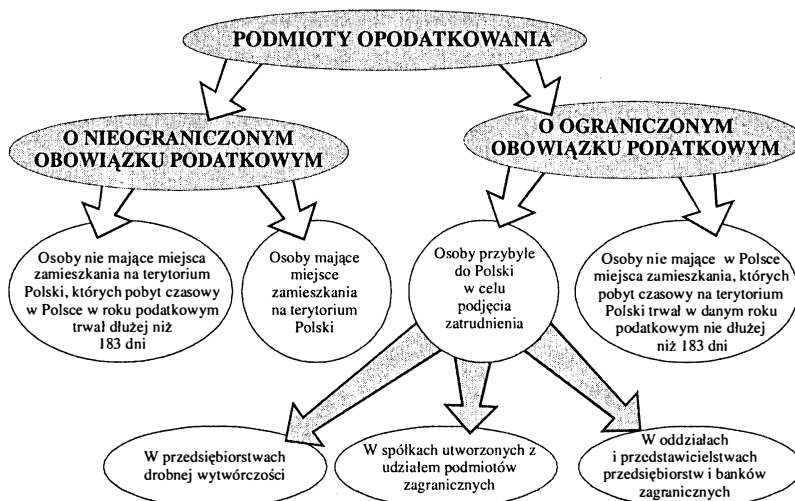 PODMIOTY OPODATKOWANIA
O NIEOGRANICZONYM
OBOWIĄZKU PODATKOWYM
O OGRANICZONYM
OBOWIĄZKU PODATKOWYM
Osoby nie mające miejsca
zamieszkania na terytorium
Polski, których pobyt czasowy
w Polsce w roku podatkowym
trwał dłużej niż
183 dni
Osoby mające
miejsce
zamieszkania
na terytorium
Polski
Osoby przybyłe
do Polski
w celu
podjęcia
zatrudnienia
Osoby nie mające w Polsce
miejsca zamieszkania, których
pobyt czasowy na terytorium
Polski trwał w danym roku
podatkowym nie dłużej
niż 183 dni
W przedsiębiorstwach
drobnej wytwórczości
W spółkach utworzonych z
udziałem podmiotów
zagranicznych
W oddziałach
i przedstawicielstwach
przedsiębiorstw i banków
zagranicznych